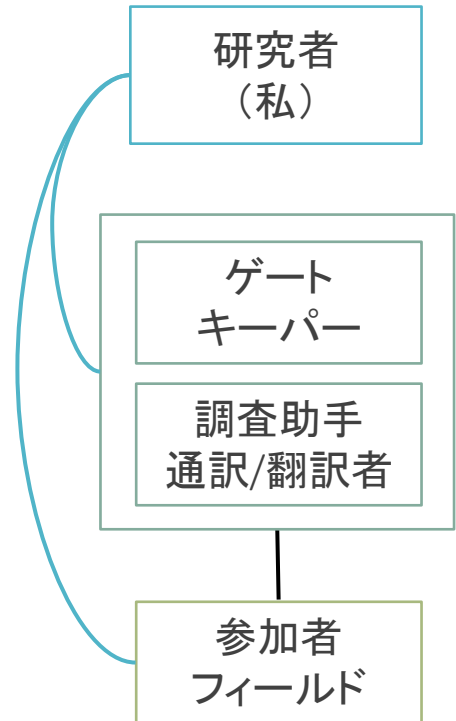 研究者
（私）
ゲート
キーパー
調査助手
通訳/翻訳者
参加者
フィールド